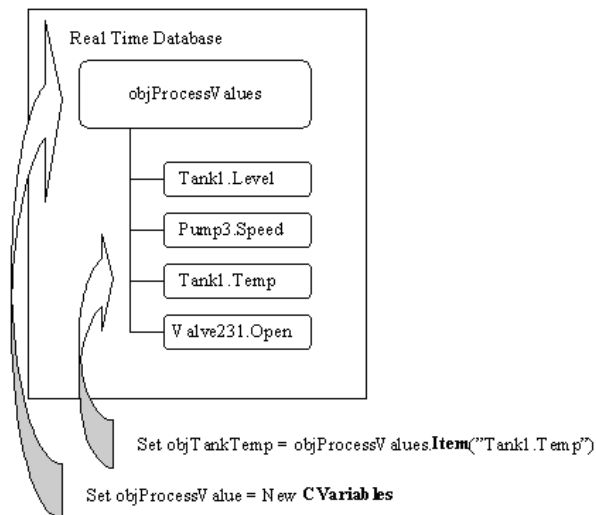 Real Time Database
objProcessValues
Tank1.Level
Pump3.Speed
Tank1.Temp
Valve231.Open
Set objTankTemp = objProcessValues.Item(”Tank1.Temp”)
Set objProcessValue = New CVariables